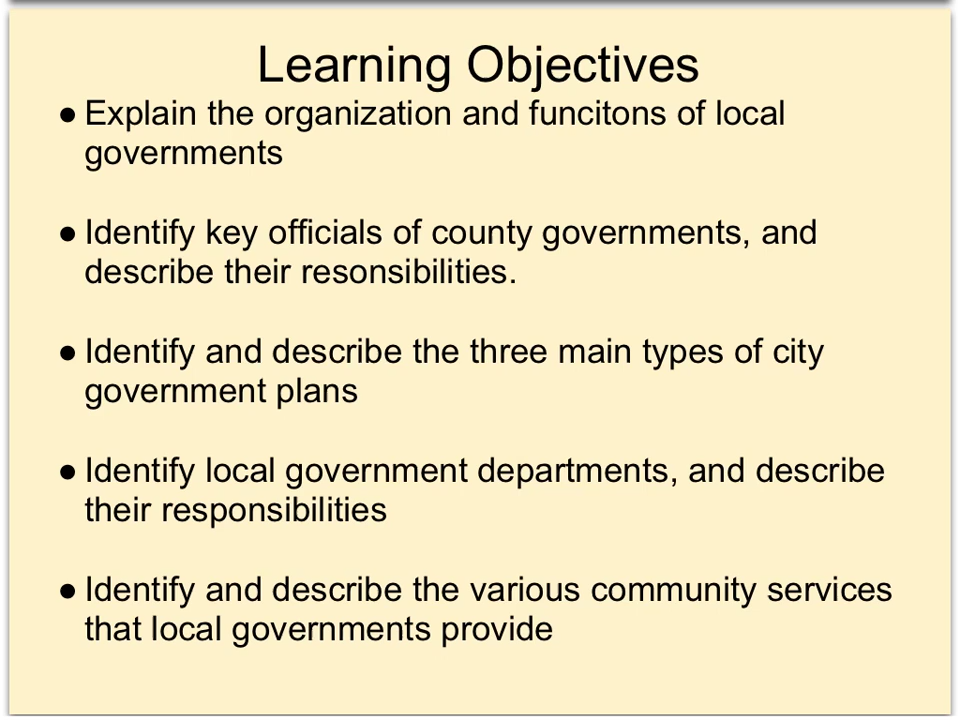 Learning Objectives
● Explain the organization and funcitons of local
governments
● Identify key officials of county governments, and
describe their resonsibilities.
● Identify and describe the three main types of city
government plans
● Identify local government departments, and describe
their responsibilities
● Identify and describe the various community services
that local governments provide